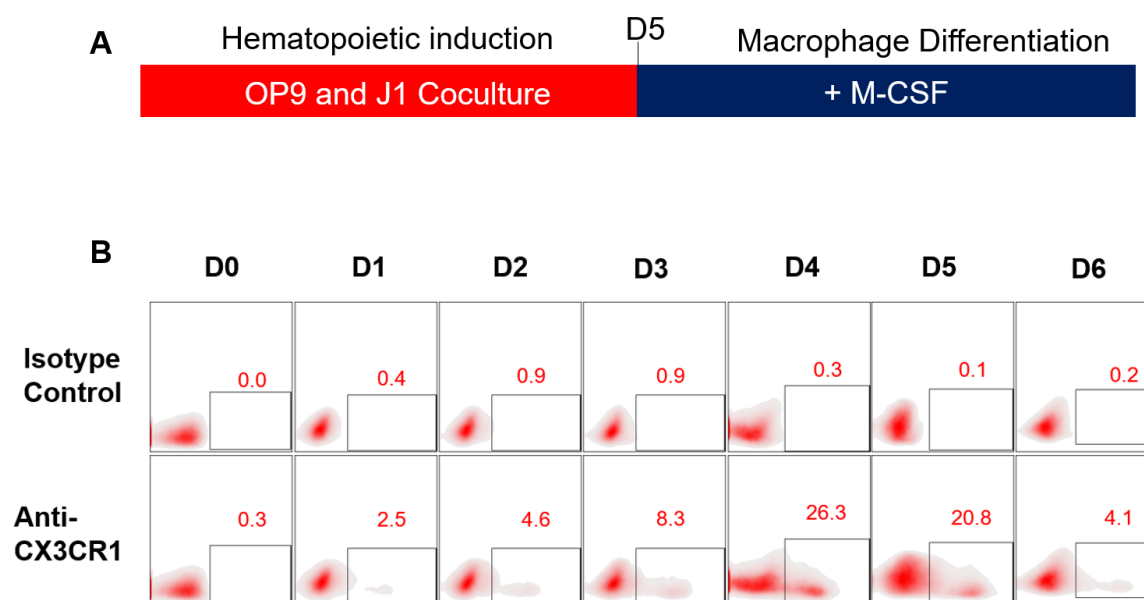 A
Hematopoietic induction
D5
Macrophage Differentiation
OP9 and J1 Coculture
+ M-CSF
B
D0 D1 D2 D3 D4 D5 D6
Isotype
Control
0.0 0.4 0.9 0.9 0.3 0.1 0.2
Anti-
CX3CR1
0.3 2.5 4.6 8.3 26.3 20.8 4.1